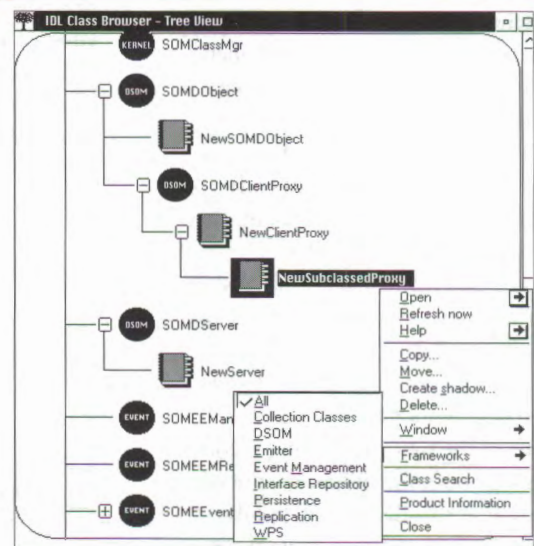 IDL Class Browser - Tree View
KERNEL SOMClassMgr
DSOM SOMDObject
NewSOMDObject
DSOM SOMDClientProxy
NewClientProxy
NewSubclassedProxy
DSOM SOMDServer
NewServer
EVENT SOMEEMan
EVENT SOMEEMRe
EVENT SOMEEvent
Open
Refresh now
Help
Copy...
Move...
Create shadow...
Delete...
Window
Frameworks
Class Search
Product Information
Close
All
Collection Classes
DSOM
Emitter
Event Management
Interface Repository
Persistence
Replication
WPS